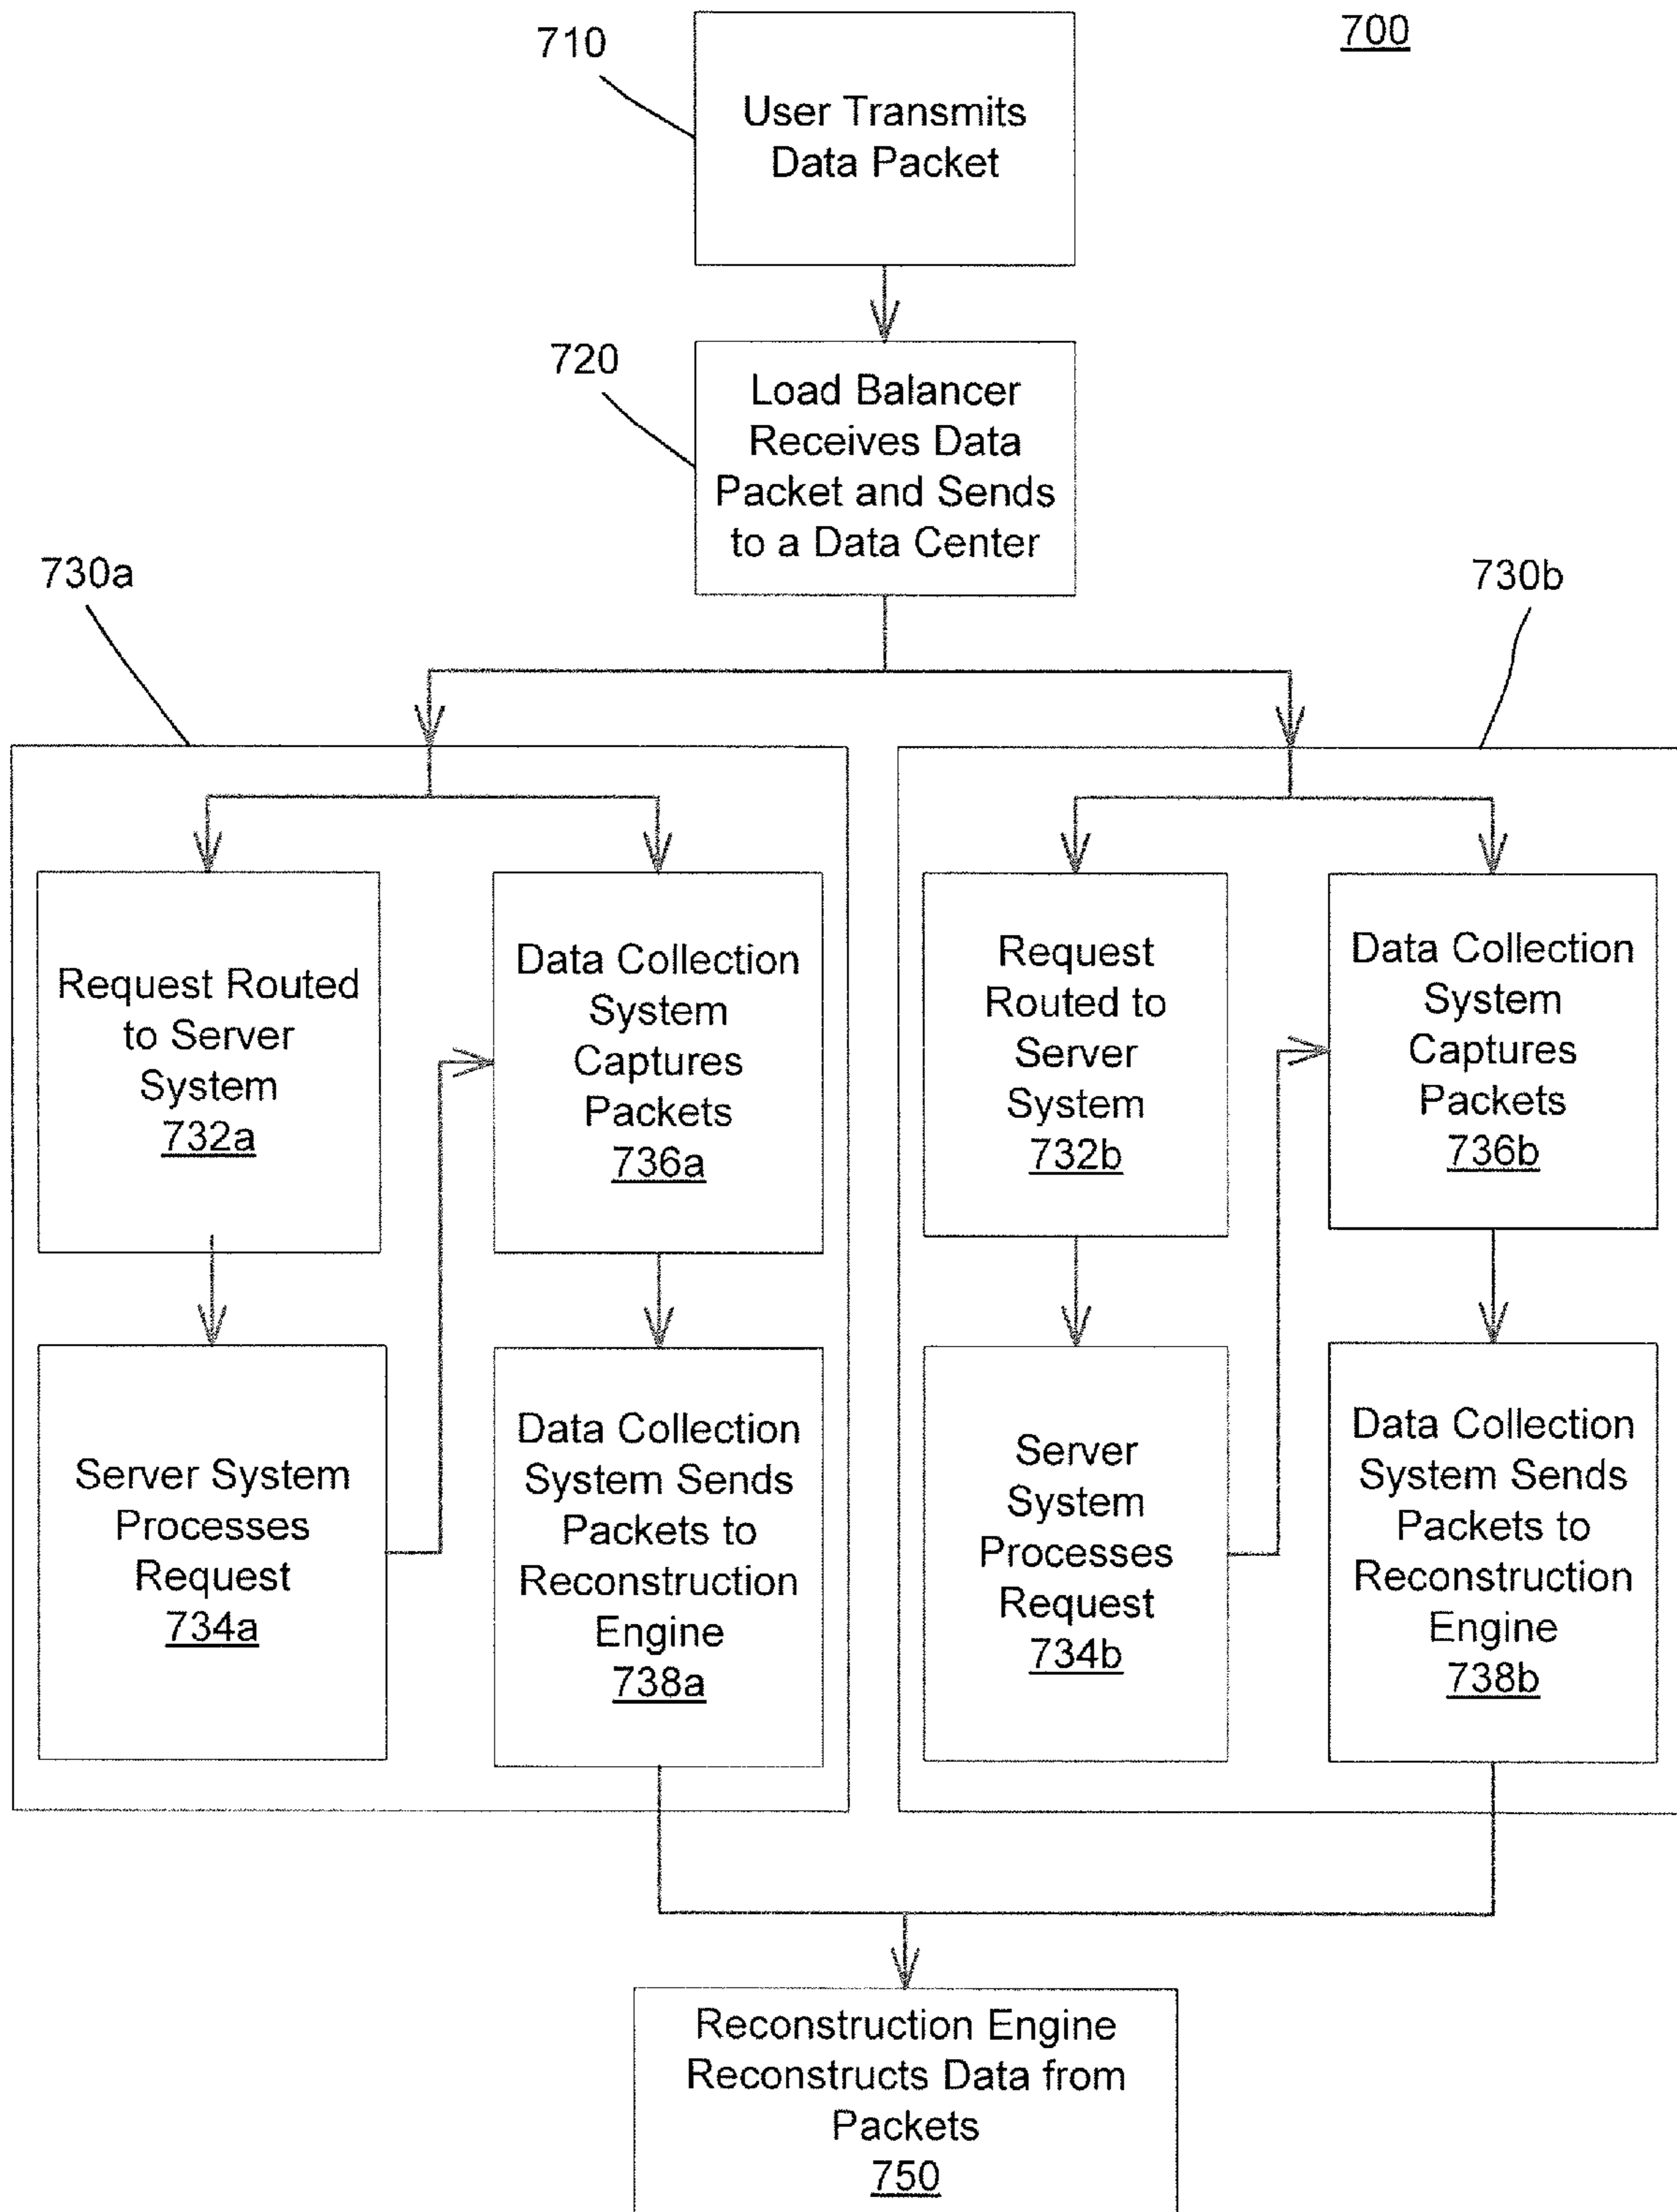 700
710
User Transmits
Data Packet
720
Load Balancer
Receives Data
Packet and Sends
to a Data Center
730a
730b
Request Routed
to Server
System
732a
Data Collection
System
Captures
Packets
736a
Server System
Processes
Request
734a
Data Collection
System Sends
Packets to
Reconstruction
Engine
738a
Request
Routed to
Server
System
732b
Data Collection
System
Captures
Packets
736b
Server
System
Processes
Request
734b
Data Collection
System Sends
Packets to
Reconstruction
Engine
738b
Reconstruction Engine
Reconstructs Data from
Packets
750